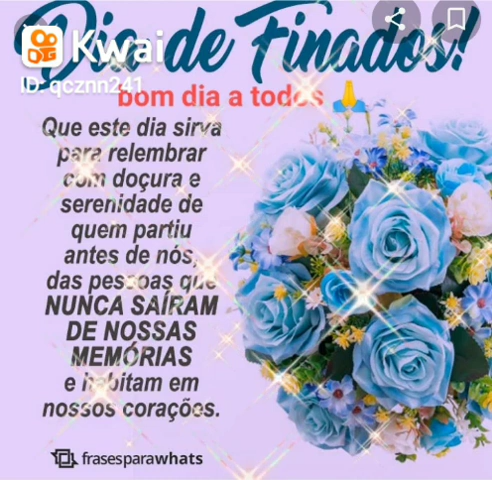 Dia de Finados!
Kwai
ID: qcznn241
bom dia a todos 🙏
Que este dia sirva
para relembrar
com doçura e
serenidade de
quem partiu
antes de nós,
das pessoas que
NUNCA SAÍRAM
DE NOSSAS
MEMÓRIAS
e habitam em
nossos corações.
frasesparawhats